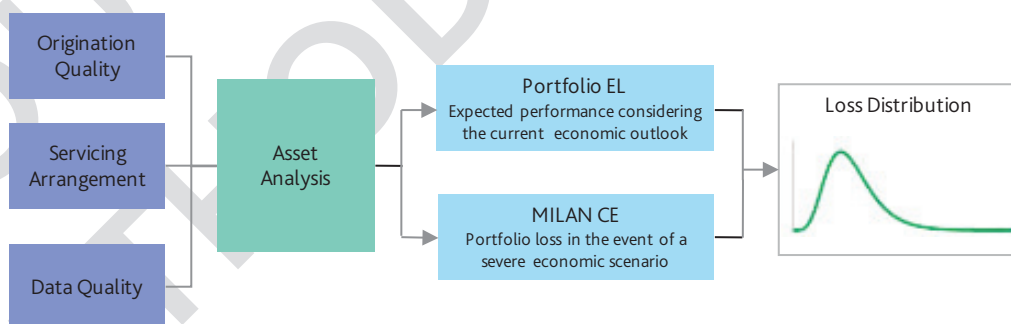 Origination
Quality
Servicing
Arrangement
Data Quality
Asset
Analysis
Portfolio EL
Expected performance considering
the current economic outlook
MILAN CE
Portfolio loss in the event of a
severe economic scenario
Loss Distribution